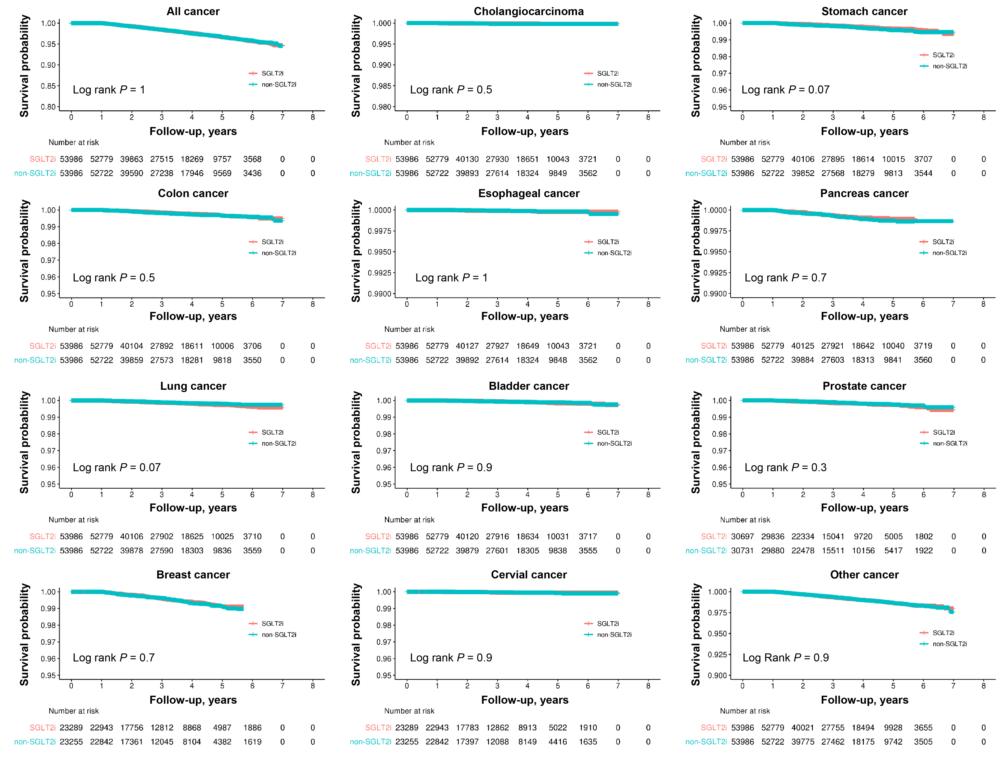 All cancer
Survival probability
1.00
0.95
0.90
0.85
0.80
SGLT2i
non-SGLT2i
Log rank P = 1
0 1 2 3 4 5 6 7 8
Follow-up, years
Number at risk
SGLT2i 53986 52779 39863 27515 18269 9757 3568 0 0
non-SGLT2i 53986 52722 39590 27238 17946 9569 3436 0 0
Cholangiocarcinoma
Survival probability
1.000
0.995
0.990
0.985
0.980
SGLT2i
non-SGLT2i
Log rank P = 0.5
0 1 2 3 4 5 6 7 8
Follow-up, years
Number at risk
SGLT2i 53986 52779 40130 27930 18651 10043 3721 0 0
non-SGLT2i 53986 52722 39893 27614 18324 9849 3562 0 0
Stomach cancer
Survival probability
1.00
0.99
0.98
0.97
0.96
0.95
SGLT2i
non-SGLT2i
Log rank P = 0.07
0 1 2 3 4 5 6 7 8
Follow-up, years
Number at risk
SGLT2i 53986 52779 40106 27895 18614 10015 3707 0 0
non-SGLT2i 53986 52722 39852 27568 18279 9813 3544 0 0
Colon cancer
Survival probability
1.00
0.99
0.98
0.97
0.96
0.95
SGLT2i
non-SGLT2i
Log rank P = 0.5
0 1 2 3 4 5 6 7 8
Follow-up, years
Number at risk
SGLT2i 53986 52779 40104 27892 18611 10006 3706 0 0
non-SGLT2i 53986 52722 39859 27573 18281 9818 3550 0 0
Esophageal cancer
Survival probability
1.0000
0.9975
0.9950
0.9925
0.9900
SGLT2i
non-SGLT2i
Log rank P = 1
0 1 2 3 4 5 6 7 8
Follow-up, years
Number at risk
SGLT2i 53986 52779 40127 27927 18649 10043 3721 0 0
non-SGLT2i 53986 52722 39892 27614 18324 9848 3562 0 0
Pancreas cancer
Survival probability
1.0000
0.9975
0.9950
0.9925
0.9900
SGLT2i
non-SGLT2i
Log rank P = 0.7
0 1 2 3 4 5 6 7 8
Follow-up, years
Number at risk
SGLT2i 53986 52779 40125 27921 18642 10040 3719 0 0
non-SGLT2i 53986 52722 39884 27603 18313 9841 3560 0 0
Lung cancer
Survival probability
1.00
0.99
0.98
0.97
0.96
0.95
SGLT2i
non-SGLT2i
Log rank P = 0.07
0 1 2 3 4 5 6 7 8
Follow-up, years
Number at risk
SGLT2i 53986 52779 40106 27902 18625 10025 3710 0 0
non-SGLT2i 53986 52722 39878 27590 18303 9836 3559 0 0
Bladder cancer
Survival probability
1.00
0.99
0.98
0.97
0.96
0.95
SGLT2i
non-SGLT2i
Log rank P = 0.9
0 1 2 3 4 5 6 7 8
Follow-up, years
Number at risk
SGLT2i 53986 52779 40120 27916 18634 10031 3717 0 0
non-SGLT2i 53986 52722 39879 27601 18305 9838 3555 0 0
Prostate cancer
Survival probability
1.00
0.99
0.98
0.97
0.96
0.95
SGLT2i
non-SGLT2i
Log rank P = 0.3
0 1 2 3 4 5 6 7 8
Follow-up, years
Number at risk
SGLT2i 30697 29836 22334 15041 9720 5005 1802 0 0
non-SGLT2i 30731 29880 22478 15511 10156 5417 1922 0 0
Breast cancer
Survival probability
1.00
0.99
0.98
0.97
0.96
0.95
SGLT2i
non-SGLT2i
Log rank P = 0.7
0 1 2 3 4 5 6 7 8
Follow-up, years
Number at risk
SGLT2i 23289 22943 17756 12812 8868 4987 1886 0 0
non-SGLT2i 23255 22842 17361 12045 8104 4382 1619 0 0
Cervial cancer
Survival probability
1.00
0.99
0.98
0.97
0.96
0.95
SGLT2i
non-SGLT2i
Log rank P = 0.9
0 1 2 3 4 5 6 7 8
Follow-up, years
Number at risk
SGLT2i 23289 22943 17783 12862 8913 5022 1910 0 0
non-SGLT2i 23255 22842 17397 12088 8149 4416 1635 0 0
Other cancer
Survival probability
1.000
0.975
0.950
0.925
0.900
SGLT2i
non-SGLT2i
Log Rank P = 0.9
0 1 2 3 4 5 6 7 8
Follow-up, years
Number at risk
SGLT2i 53986 52779 40021 27755 18494 9928 3655 0 0
non-SGLT2i 53986 52722 39775 27462 18175 9742 3505 0 0